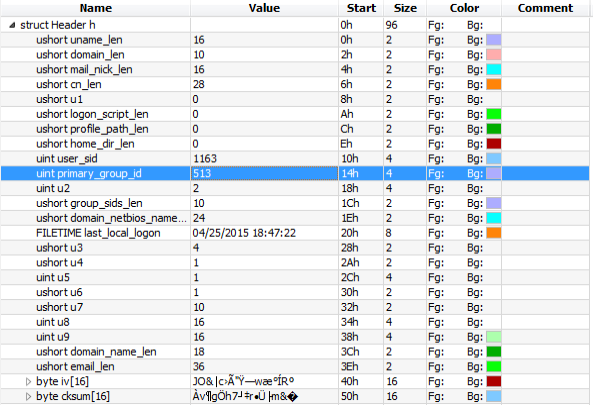 Name Value Start Size Color Comment
struct Header h 0h 96 Fg: Bg:
ushort uname_len 16 0h 2 Fg: Bg:
ushort domain_len 10 2h 2 Fg: Bg:
ushort mail_nick_len 16 4h 2 Fg: Bg:
ushort cn_len 28 6h 2 Fg: Bg:
ushort u1 0 8h 2 Fg: Bg:
ushort logon_script_len 0 Ah 2 Fg: Bg:
ushort profile_path_len 0 Ch 2 Fg: Bg:
ushort home_dir_len 0 Eh 2 Fg: Bg:
uint user_sid 1163 10h 4 Fg: Bg:
uint primary_group_id 513 14h 4 Fg: Bg:
uint u2 2 18h 4 Fg: Bg:
ushort group_sids_len 10 1Ch 2 Fg: Bg:
ushort domain_netbios_name... 24 1Eh 2 Fg: Bg:
FILETIME last_local_logon 04/25/2015 18:47:22 20h 8 Fg: Bg:
ushort u3 4 28h 2 Fg: Bg:
ushort u4 1 2Ah 2 Fg: Bg:
uint u5 1 2Ch 4 Fg: Bg:
ushort u6 1 30h 2 Fg: Bg:
ushort u7 10 32h 2 Fg: Bg:
uint u8 16 34h 4 Fg: Bg:
uint u9 16 38h 4 Fg: Bg:
ushort domain_name_len 18 3Ch 2 Fg: Bg:
ushort email_len 36 3Eh 2 Fg: Bg:
byte iv[16] 40h 16 Fg: Bg:
byte cksum[16] 50h 16 Fg: Bg: